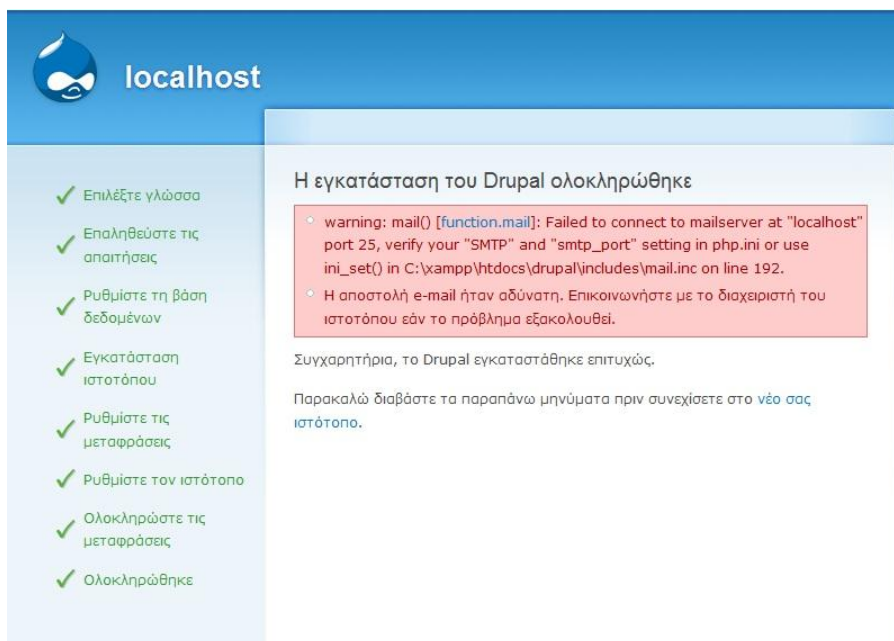 localhost
Επιλέξτε γλώσσα
Επαληθεύστε τις
απαιτήσεις
Ρυθμίστε τη βάση
δεδομένων
Εγκατάσταση
ιστοτόπου
Ρυθμίστε τις
μεταφράσεις
Ρυθμίστε τον ιστότοπο
Ολοκληρώστε τις
μεταφράσεις
Ολοκληρώθηκε
Η εγκατάσταση του Drupal ολοκληρώθηκε
warning: mail() [function.mail]: Failed to connect to mailserver at "localhost"
port 25, verify your "SMTP" and "smtp_port" setting in php.ini or use
ini_set() in C:\xampp\htdocs\drupal\includes\mail.inc on line 192.
Η αποστολή e-mail ήταν αδύνατη. Επικοινωνήστε με το διαχειριστή του
ιστοτόπου εάν το πρόβλημα εξακολουθεί.
Συγχαρητήρια, το Drupal εγκαταστάθηκε επιτυχώς.
Παρακαλώ διαβάστε τα παραπάνω μηνύματα πριν συνεχίσετε στο νέο σας
ιστότοπο.